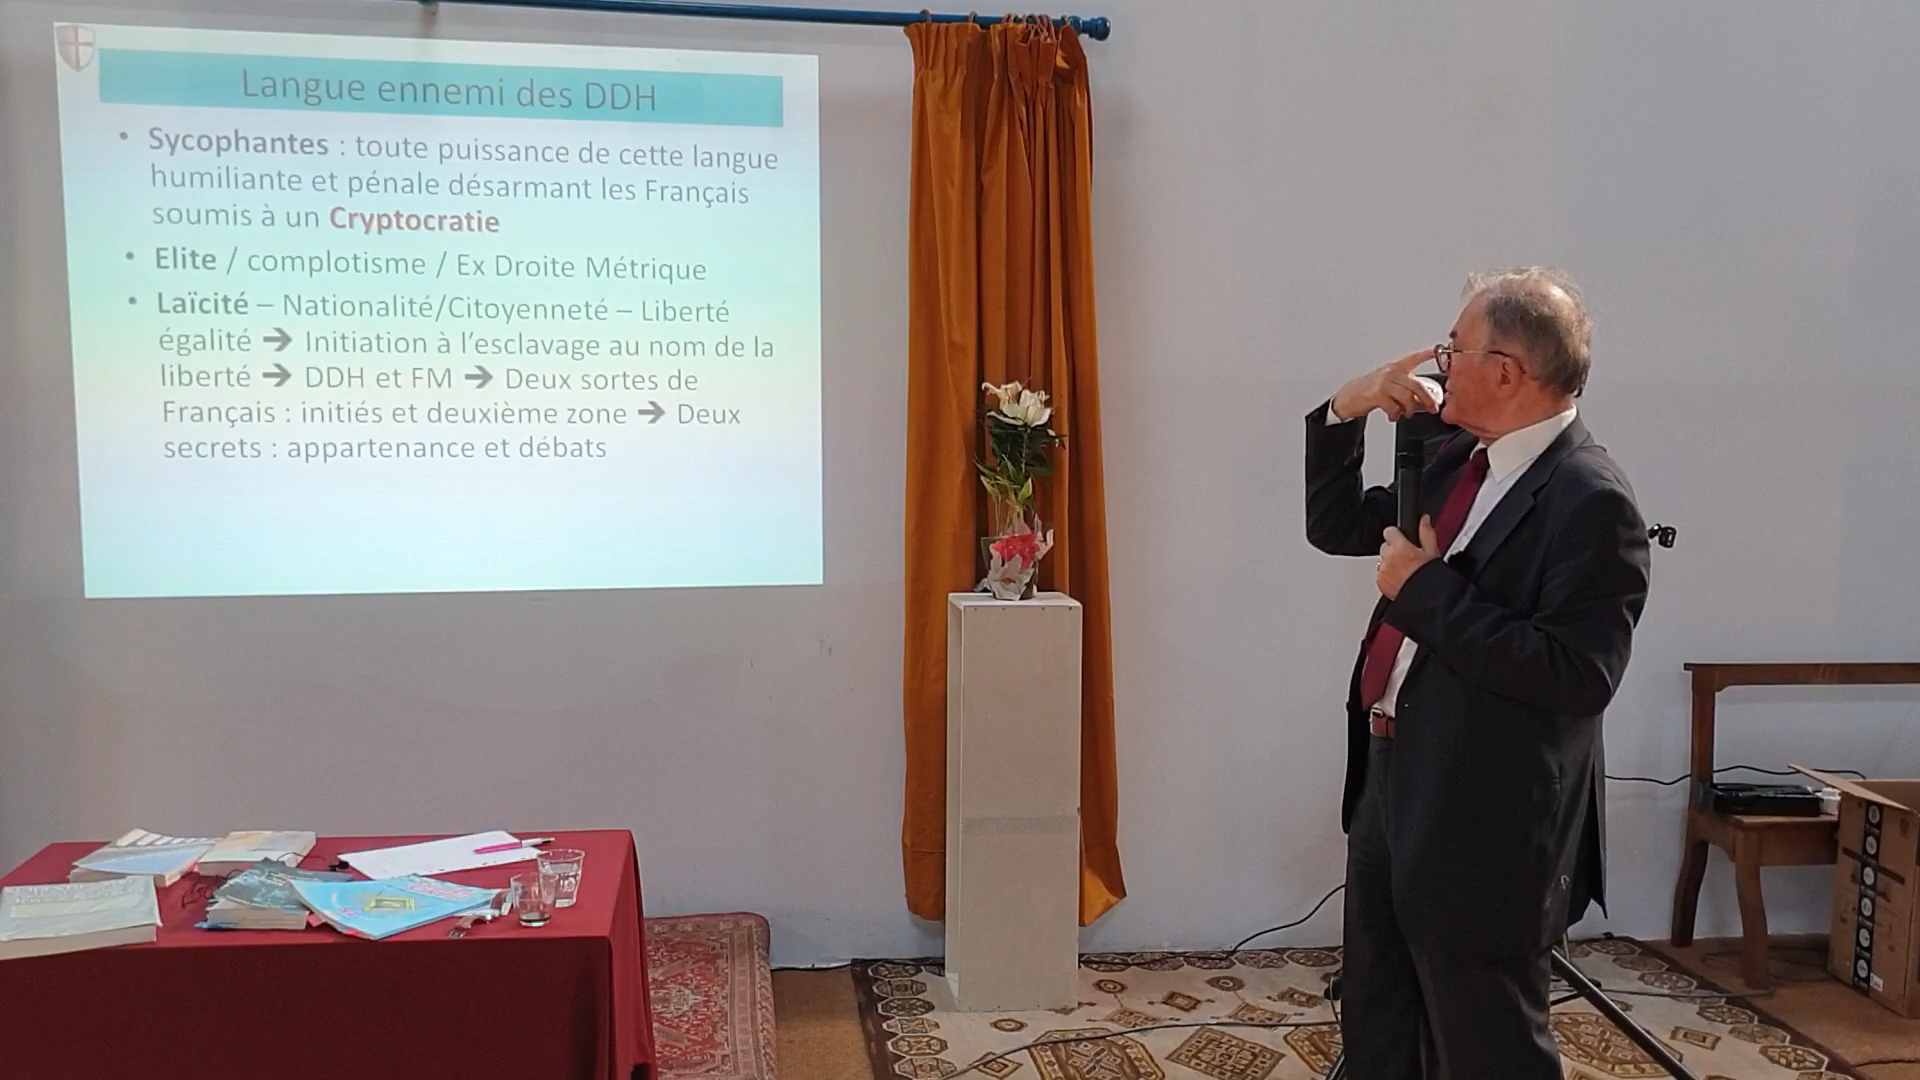 Langue ennemi des DDH
• Sycophantes : toute puissance de cette langue
humiliante et pénale désarmant les Français
soumis à un Cryptocratie
• Elite / complotisme / Ex Droite Métrique
• Laïcité – Nationalité/Citoyenneté – Liberté
égalité ➔ Initiation à l’esclavage au nom de la
liberté ➔ DDH et FM ➔ Deux sortes de
Français : initiés et deuxième zone ➔ Deux
secrets : appartenance et débats